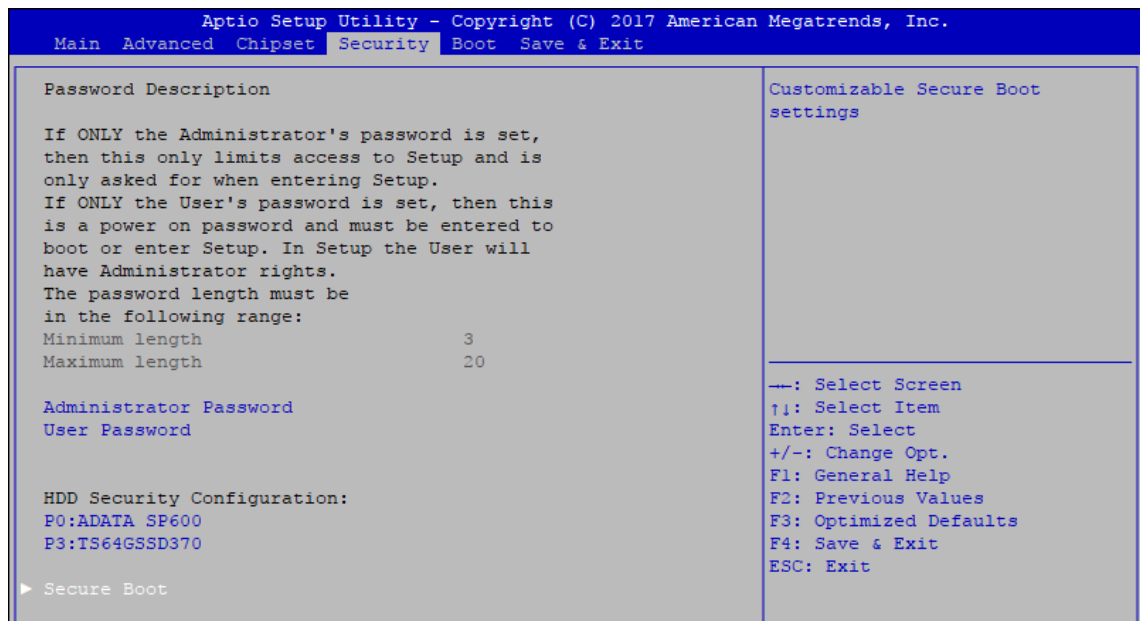 Aptio Setup Utility – Copyright (C) 2017 American Megatrends, Inc.
Main Advanced Chipset Security Boot Save & Exit
Password Description
If ONLY the Administrator's password is set,
then this only limits access to Setup and is
only asked for when entering Setup.
If ONLY the User's password is set, then this
is a power on password and must be entered to
boot or enter Setup. In Setup the User will
have Administrator rights.
The password length must be
in the following range:
Minimum length 3
Maximum length 20
Administrator Password
User Password
HDD Security Configuration:
P0:ADATA SP600
P3:TS64GSSD370
► Secure Boot
Customizable Secure Boot
settings
→←: Select Screen
↑↓: Select Item
Enter: Select
+/-: Change Opt.
F1: General Help
F2: Previous Values
F3: Optimized Defaults
F4: Save & Exit
ESC: Exit